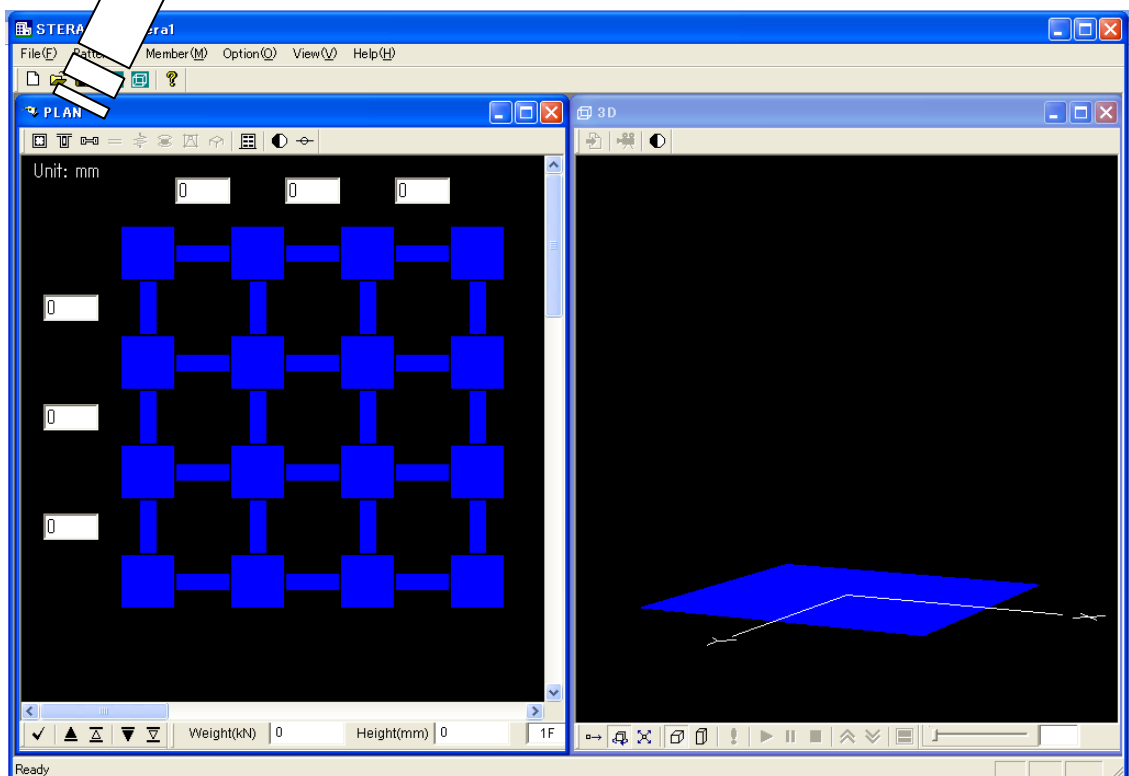 STERA era1
File(F) Patte Member(M) Option(O) View(V) Help(H)
PLAN
Unit: mm
0 0 0
0
0
0
Weight(kN) 0 Height(mm) 0 1F
3D
Y X
Ready